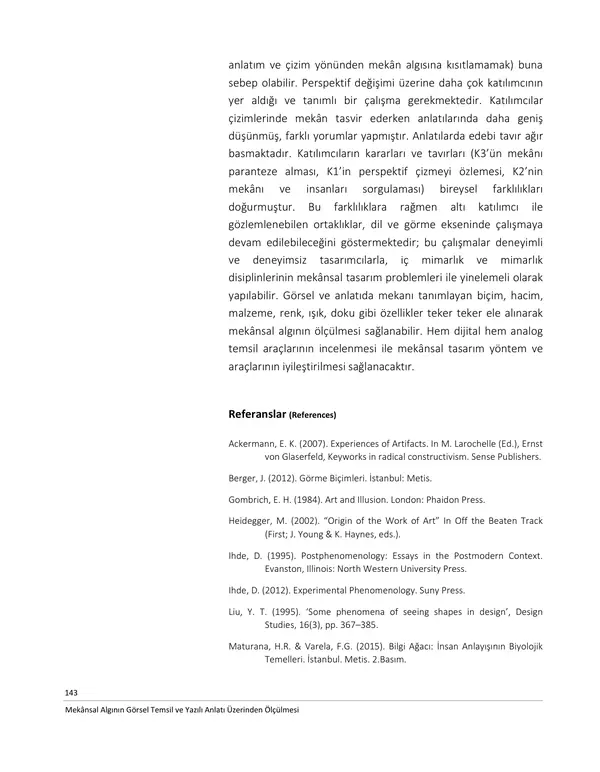 anlatım ve çizim yönünden mekân algısına kısıtlamamak) buna
sebep olabilir. Perspektif değişimi üzerine daha çok katılımcının
yer aldığı ve tanımlı bir çalışma gerekmektedir. Katılımcılar
çizimlerinde mekân tasvir ederken anlatılarında daha geniş
düşünmüş, farklı yorumlar yapmıştır. Anlatılarda edebi tavır ağır
basmaktadır. Katılımcıların kararları ve tavırları (K3’ün mekânı
paranteze alması, K1’in perspektif çizmeyi özlemesi, K2’nin
mekânı ve insanları sorgulaması) bireysel farklılıkları
doğurmuştur. Bu farklılıklara rağmen altı katılımcı ile
gözlemlenebilen ortaklıklar, dil ve görme ekseninde çalışmaya
devam edilebileceğini göstermektedir; bu çalışmalar deneyimli
ve deneyimsiz tasarımcılarla, iç mimarlık ve mimarlık
disiplinlerinin mekânsal tasarım problemleri ile yinelemeli olarak
yapılabilir. Görsel ve anlatıda mekanı tanımlayan biçim, hacim,
malzeme, renk, ışık, doku gibi özellikler teker teker ele alınarak
mekânsal algının ölçülmesi sağlanabilir. Hem dijital hem analog
temsil araçlarının incelenmesi ile mekânsal tasarım yöntem ve
araçlarının iyileştirilmesi sağlanacaktır.
Referanslar (References)
Ackermann, E. K. (2007). Experiences of Artifacts. In M. Larochelle (Ed.), Ernst
von Glaserfeld, Keyworks in radical constructivism. Sense Publishers.
Berger, J. (2012). Görme Biçimleri. İstanbul: Metis.
Gombrich, E. H. (1984). Art and Illusion. London: Phaidon Press.
Heidegger, M. (2002). “Origin of the Work of Art” In Off the Beaten Track
(First; J. Young & K. Haynes, eds.).
Ihde, D. (1995). Postphenomenology: Essays in the Postmodern Context.
Evanston, Illinois: North Western University Press.
Ihde, D. (2012). Experimental Phenomenology. Suny Press.
Liu, Y. T. (1995). ‘Some phenomena of seeing shapes in design’, Design
Studies, 16(3), pp. 367–385.
Maturana, H.R. & Varela, F.G. (2015). Bilgi Ağacı: İnsan Anlayışının Biyolojik
Temelleri. İstanbul. Metis. 2.Basım.
143
Mekânsal Algının Görsel Temsil ve Yazılı Anlatı Üzerinden Ölçülmesi